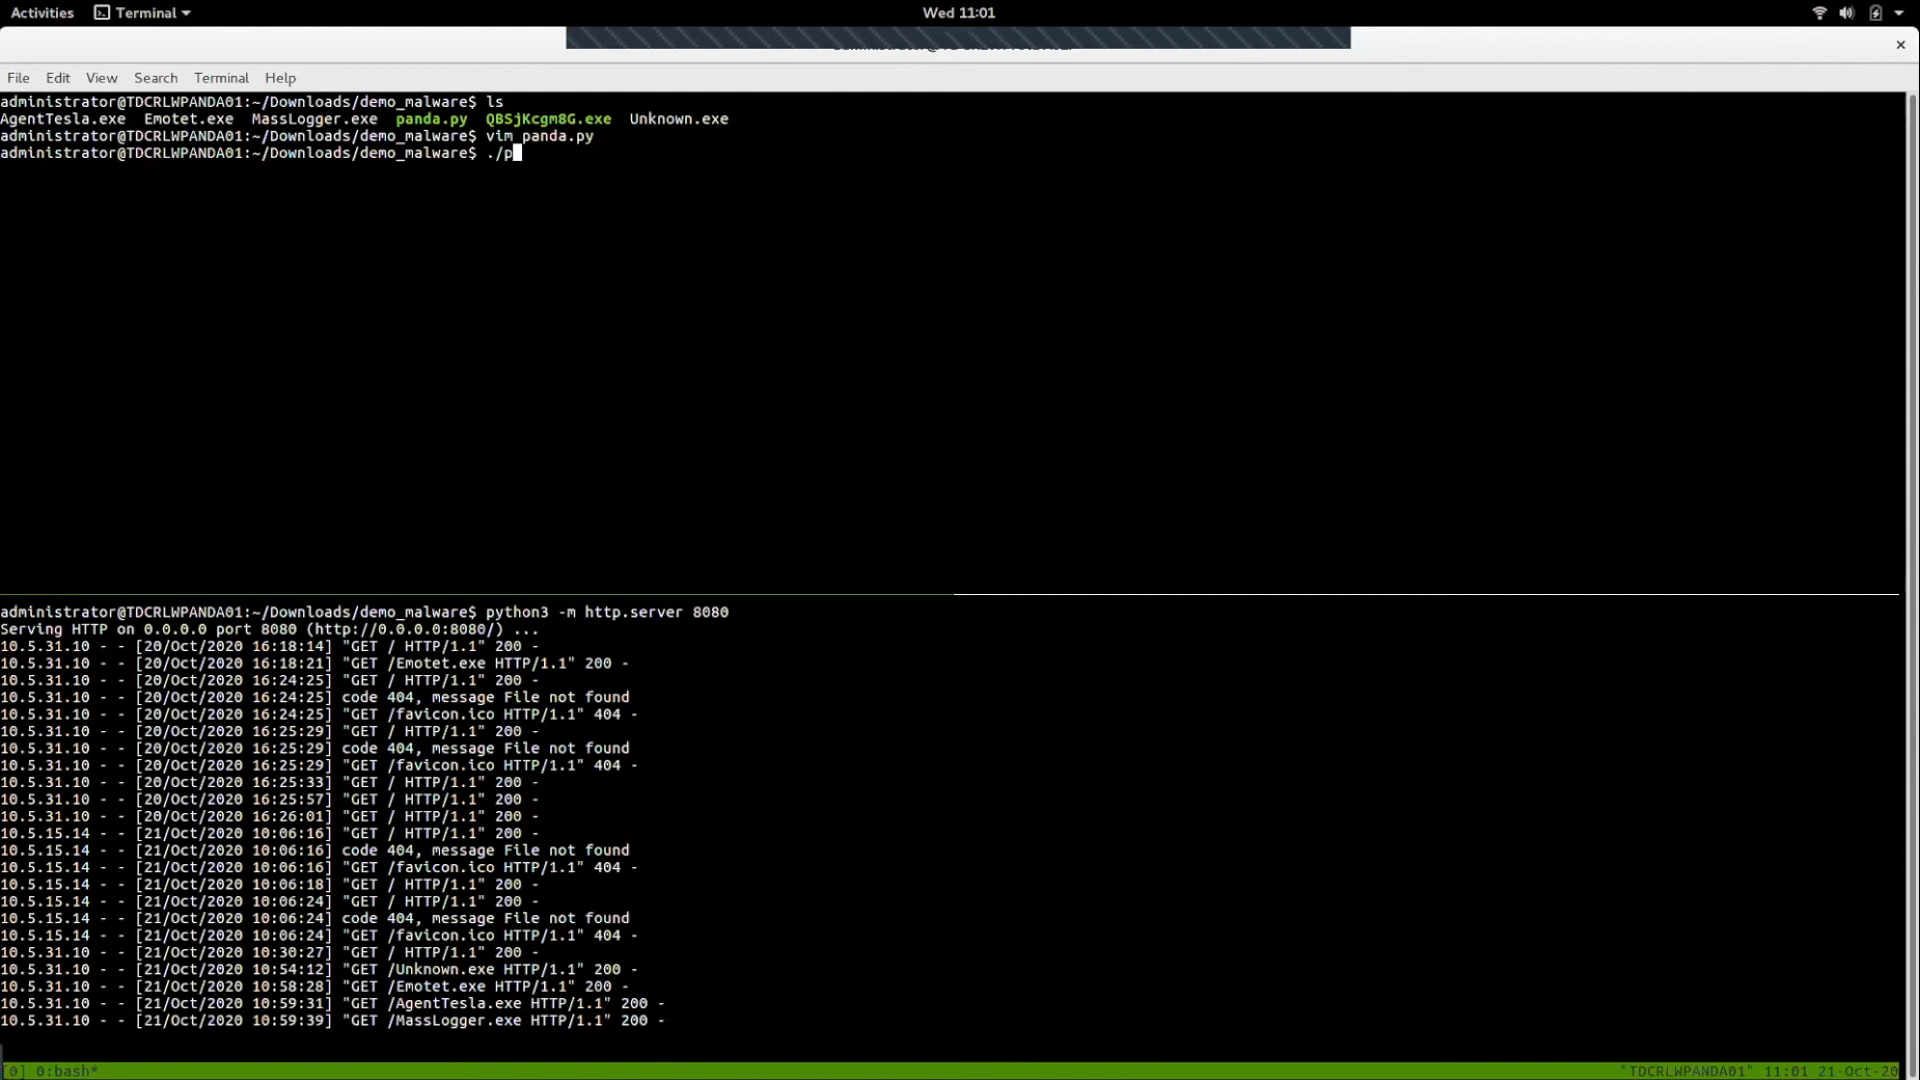 Activities Terminal Wed 11:01
File Edit View Search Terminal Help
administrator@TDCRLWPANDA01:~/Downloads/demo_malware$ ls
AgentTesla.exe Emotet.exe MassLogger.exe panda.py QBSjKcgm8G.exe Unknown.exe
administrator@TDCRLWPANDA01:~/Downloads/demo_malware$ vim panda.py
administrator@TDCRLWPANDA01:~/Downloads/demo_malware$ ./p
administrator@TDCRLWPANDA01:~/Downloads/demo_malware$ python3 -m http.server 8080
Serving HTTP on 0.0.0.0 port 8080 (http://0.0.0.0:8080/) ...
10.5.31.10 - - [20/Oct/2020 16:18:14] "GET / HTTP/1.1" 200 -
10.5.31.10 - - [20/Oct/2020 16:18:21] "GET /Emotet.exe HTTP/1.1" 200 -
10.5.31.10 - - [20/Oct/2020 16:24:25] "GET / HTTP/1.1" 200 -
10.5.31.10 - - [20/Oct/2020 16:24:25] code 404, message File not found
10.5.31.10 - - [20/Oct/2020 16:24:25] "GET /favicon.ico HTTP/1.1" 404 -
10.5.31.10 - - [20/Oct/2020 16:25:29] "GET / HTTP/1.1" 200 -
10.5.31.10 - - [20/Oct/2020 16:25:29] code 404, message File not found
10.5.31.10 - - [20/Oct/2020 16:25:29] "GET /favicon.ico HTTP/1.1" 404 -
10.5.31.10 - - [20/Oct/2020 16:25:33] "GET / HTTP/1.1" 200 -
10.5.31.10 - - [20/Oct/2020 16:25:57] "GET / HTTP/1.1" 200 -
10.5.31.10 - - [20/Oct/2020 16:26:01] "GET / HTTP/1.1" 200 -
10.5.15.14 - - [21/Oct/2020 10:06:16] "GET / HTTP/1.1" 200 -
10.5.15.14 - - [21/Oct/2020 10:06:16] code 404, message File not found
10.5.15.14 - - [21/Oct/2020 10:06:16] "GET /favicon.ico HTTP/1.1" 404 -
10.5.15.14 - - [21/Oct/2020 10:06:18] "GET / HTTP/1.1" 200 -
10.5.15.14 - - [21/Oct/2020 10:06:24] "GET / HTTP/1.1" 200 -
10.5.15.14 - - [21/Oct/2020 10:06:24] code 404, message File not found
10.5.15.14 - - [21/Oct/2020 10:06:24] "GET /favicon.ico HTTP/1.1" 404 -
10.5.31.10 - - [21/Oct/2020 10:30:27] "GET / HTTP/1.1" 200 -
10.5.31.10 - - [21/Oct/2020 10:54:12] "GET /Unknown.exe HTTP/1.1" 200 -
10.5.31.10 - - [21/Oct/2020 10:58:28] "GET /Emotet.exe HTTP/1.1" 200 -
10.5.31.10 - - [21/Oct/2020 10:59:31] "GET /AgentTesla.exe HTTP/1.1" 200 -
10.5.31.10 - - [21/Oct/2020 10:59:39] "GET /MassLogger.exe HTTP/1.1" 200 -
[0] 0:bash* "TDCRLWPANDA01" 11:01 21-Oct-20